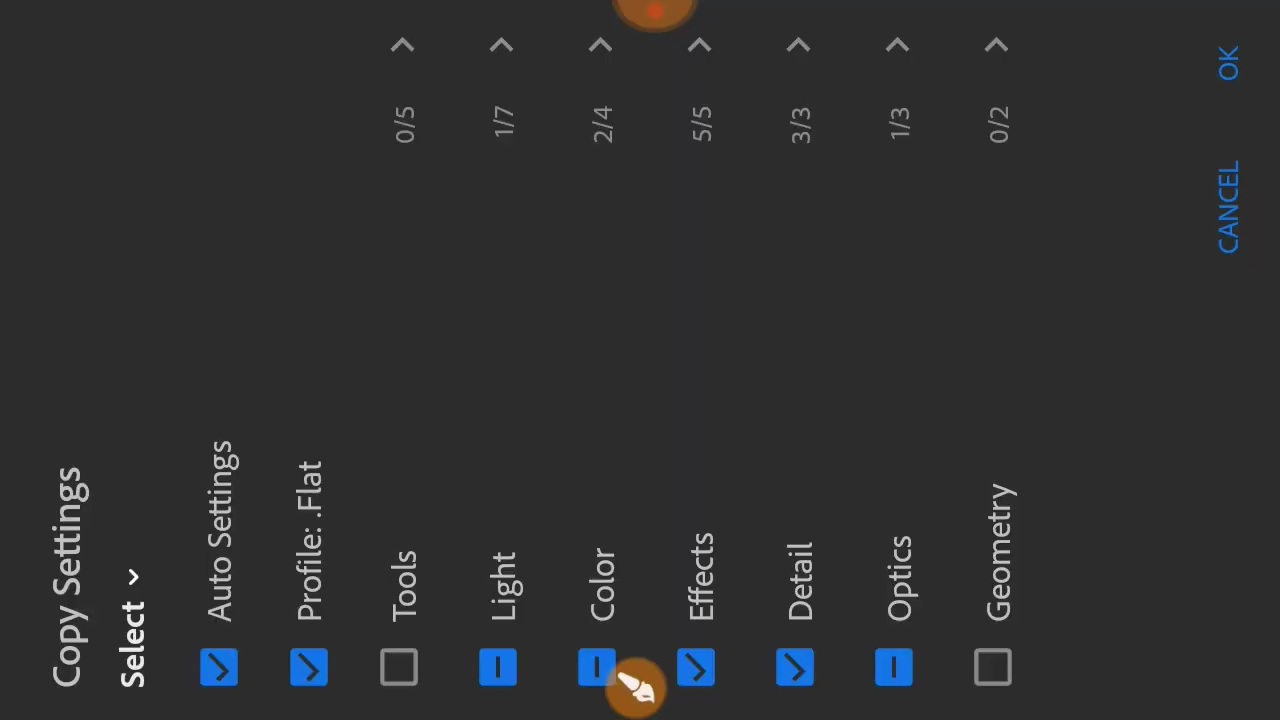 Copy Settings
Select
Auto Settings
Profile: .Flat
Tools 0/5
Light 1/7
Color 2/4
Effects 5/5
Detail 3/3
Optics 1/3
Geometry 0/2
CANCEL OK